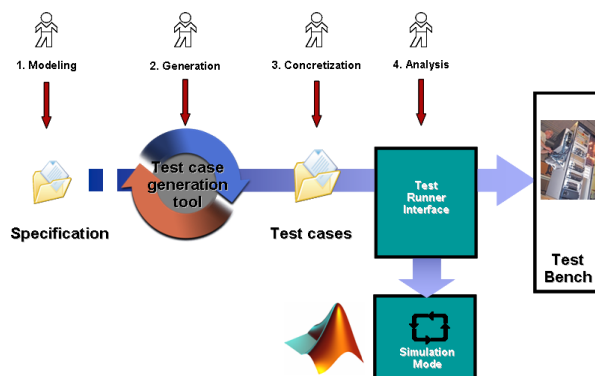 1. Modeling
2. Generation
3. Concretization
4. Analysis
Test case
generation
tool
Test
Runner
Interface
Specification
Test cases
Test
Bench
Simulation
Mode